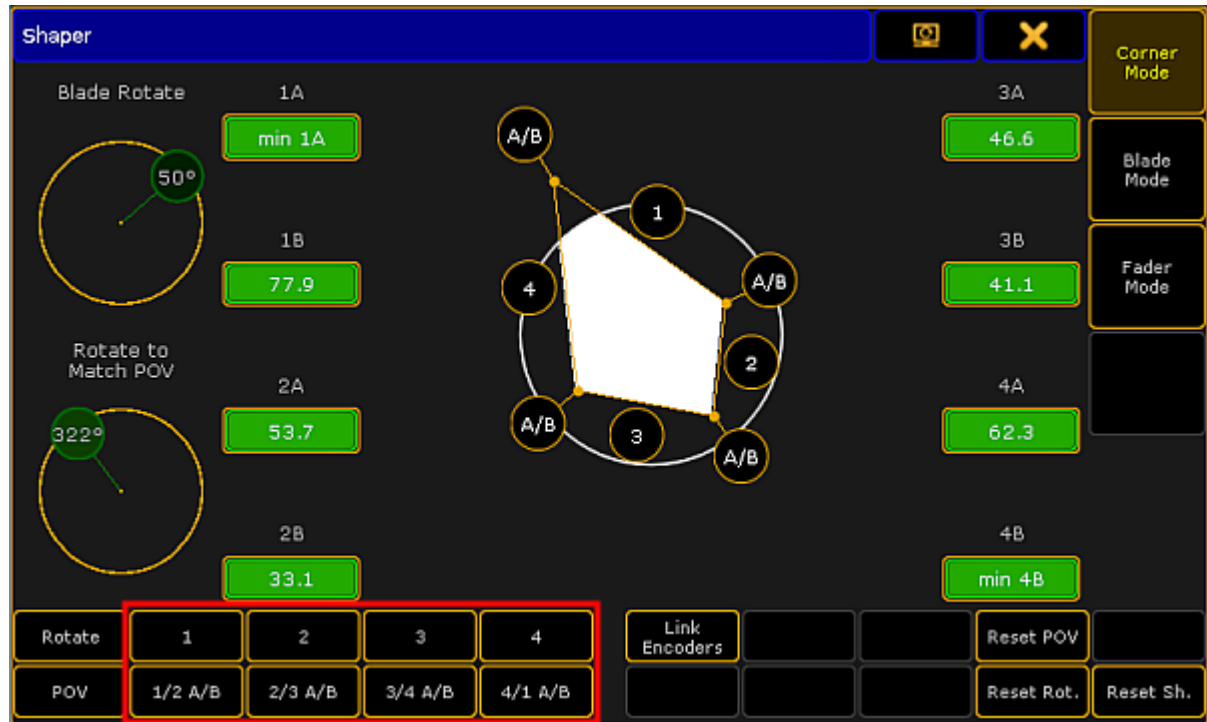 Shaper
Corner
Mode
Blade Rotate
1A
3A
min 1A
A/B
46.6
Blade
Mode
50°
1
1B
3B
Fader
Mode
77.9
4
A/B
41.1
Rotate to
Match POV
2
2A
4A
322°
53.7
A/B
3
62.3
A/B
2B
4B
33.1
min 4B
Rotate
1
2
3
4
Link
Encoders
Reset POV
POV
1/2 A/B
2/3 A/B
3/4 A/B
4/1 A/B
Reset Rot.
Reset Sh.